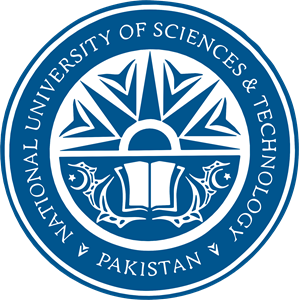 NATIONAL UNIVERSITY OF SCIENCES & TECHNOLOGY
PAKISTAN